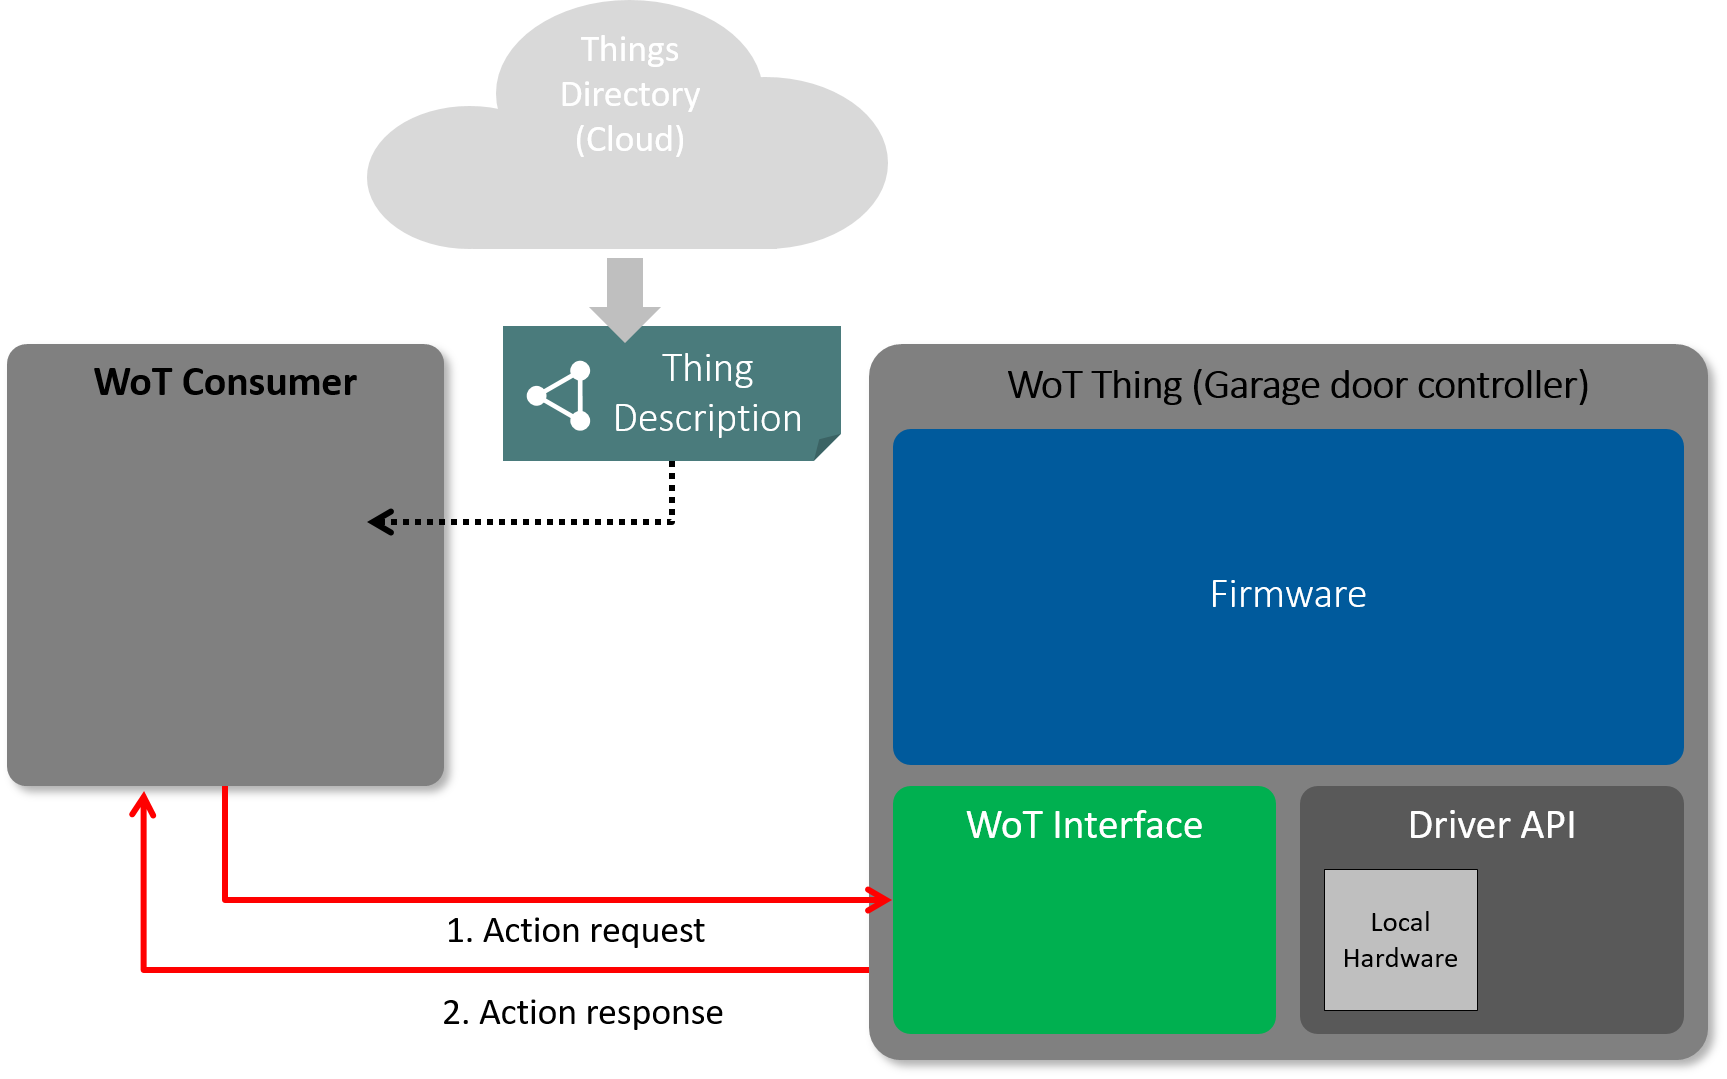 Things
Directory
(Cloud)
Thing
Description
WoT Consumer
WoT Thing (Garage door controller)
Firmware
WoT Interface
Driver API
Local
Hardware
1. Action request
2. Action response